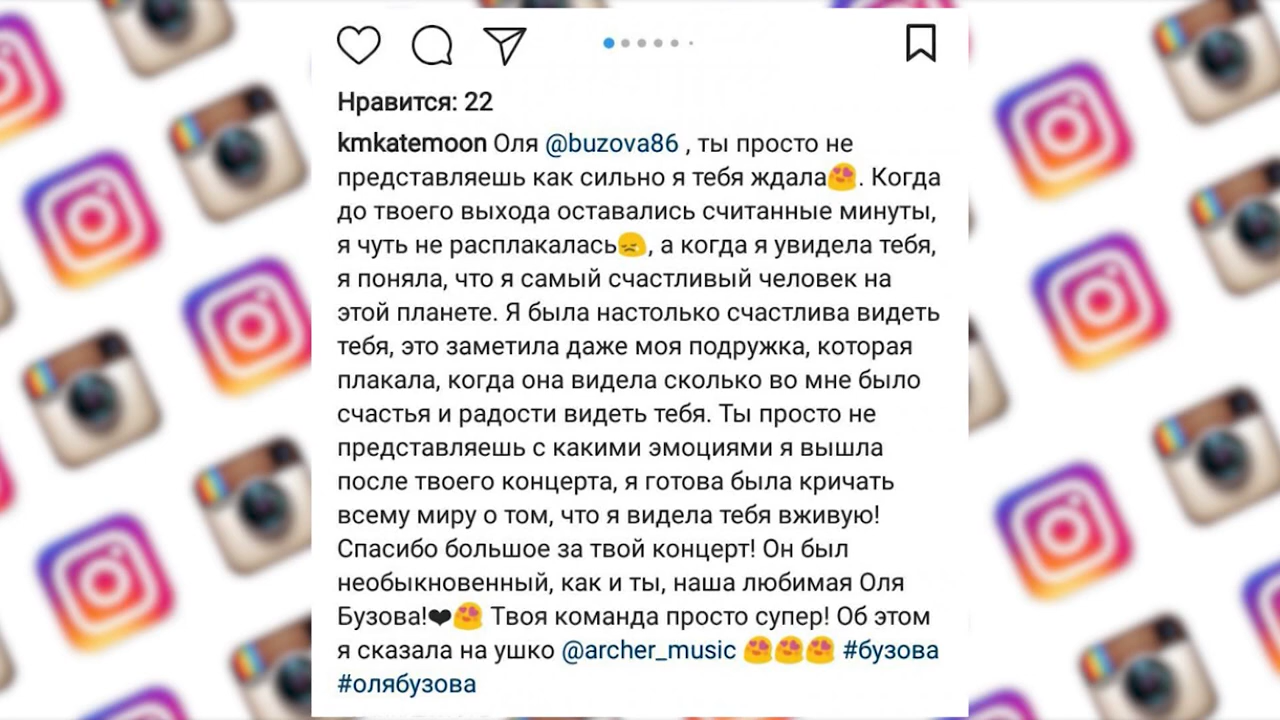 Нравится: 22
kmkatemoon Оля @buzova86 , ты просто не
представляешь как сильно я тебя ждала😍. Когда
до твоего выхода оставались считанные минуты,
я чуть не расплакалась😢, а когда я увидела тебя,
я поняла, что я самый счастливый человек на
этой планете. Я была настолько счастлива видеть
тебя, это заметила даже моя подружка, которая
плакала, когда она видела сколько во мне было
счастья и радости видеть тебя. Ты просто не
представляешь с какими эмоциями я вышла
после твоего концерта, я готова была кричать
всему миру о том, что я видела тебя вживую!
Спасибо большое за твой концерт! Он был
необыкновенный, как и ты, наша любимая Оля
Бузова!❤😍 Твоя команда просто супер! Об этом
я сказала на ушко @archer_music 😍😍😍 #бузова
#олябузова